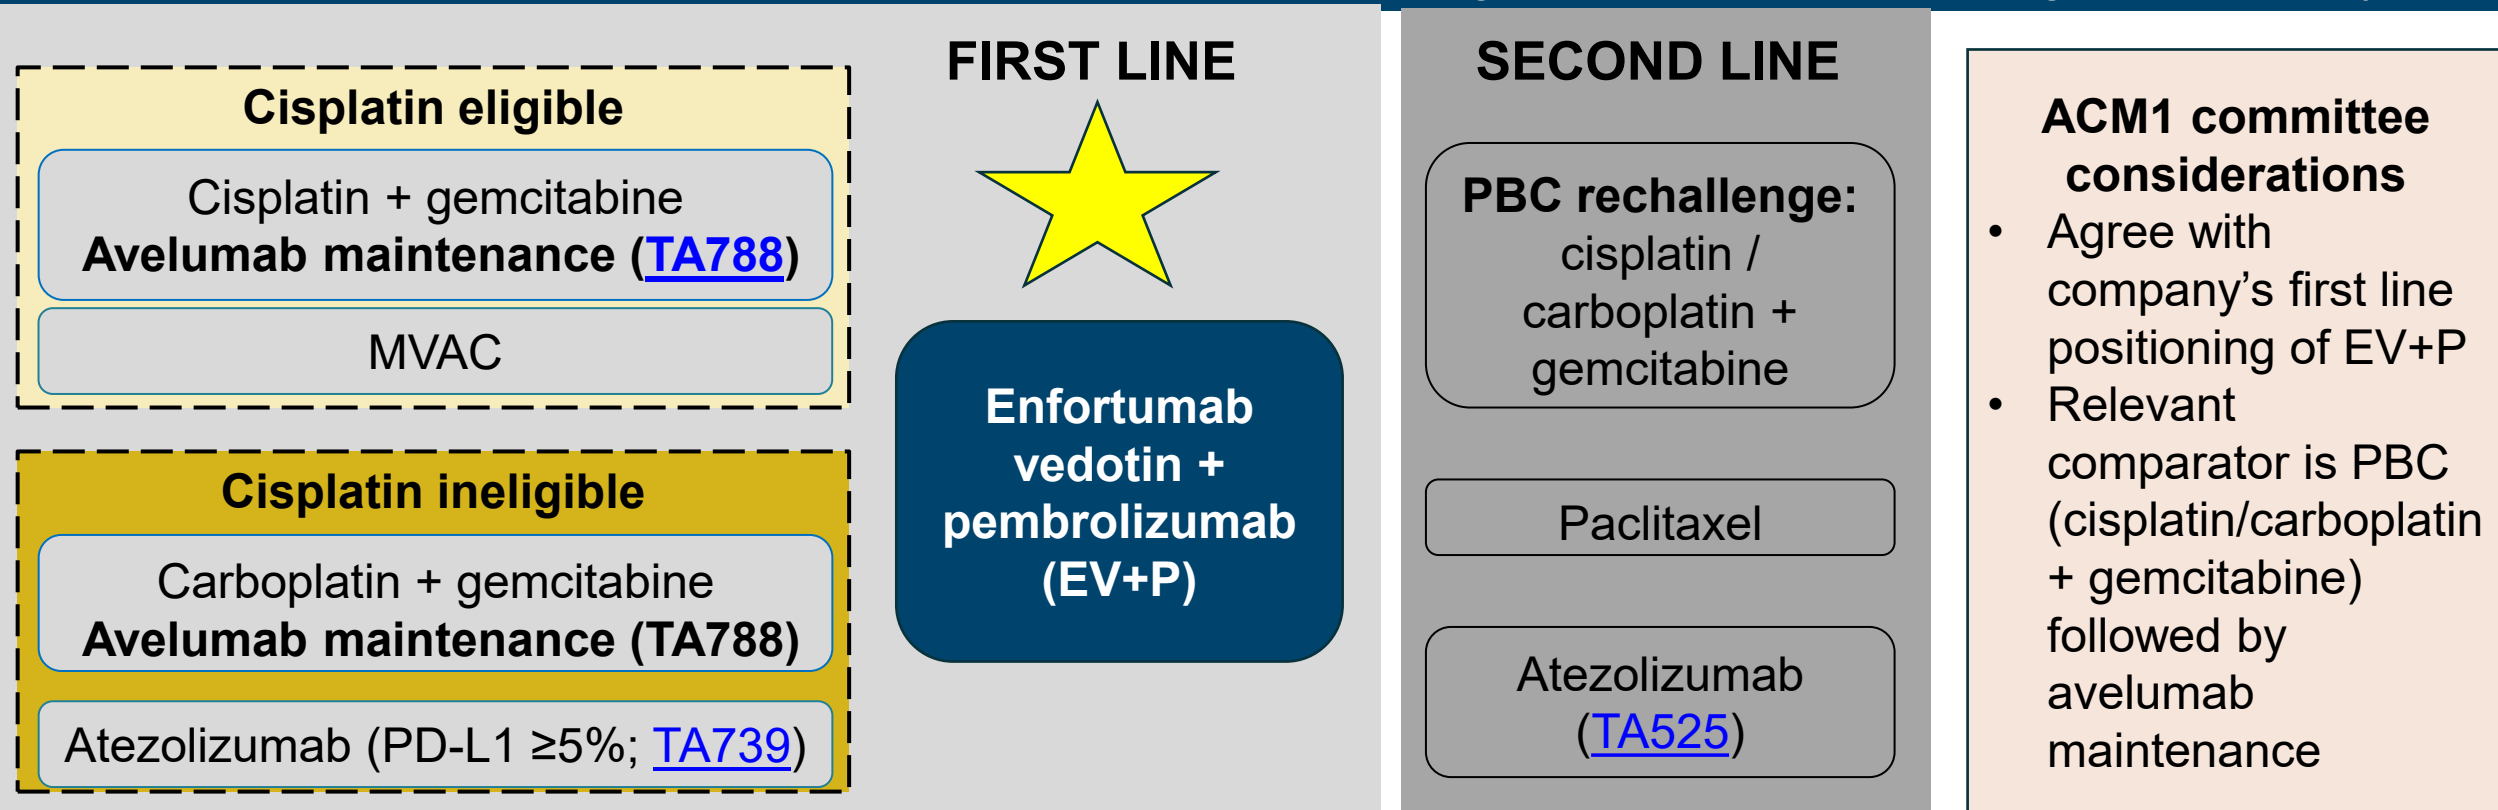 FIRST LINE
Cisplatin eligible
Cisplatin + gemcitabine
Avelumab maintenance (TA788)
MVAC
Cisplatin ineligible
Carboplatin + gemcitabine
Avelumab maintenance (TA788)
Atezolizumab (PD-L1 ≥5%; TA739)
Enfortumab
vedotin +
pembrolizumab
(EV+P)
SECOND LINE
PBC rechallenge:
cisplatin /
carboplatin +
gemcitabine
Paclitaxel
Atezolizumab
(TA525)
ACM1 committee
considerations
• Agree with
company’s first line
positioning of EV+P
• Relevant
comparator is PBC
(cisplatin/carboplatin
+ gemcitabine)
followed by
avelumab
maintenance